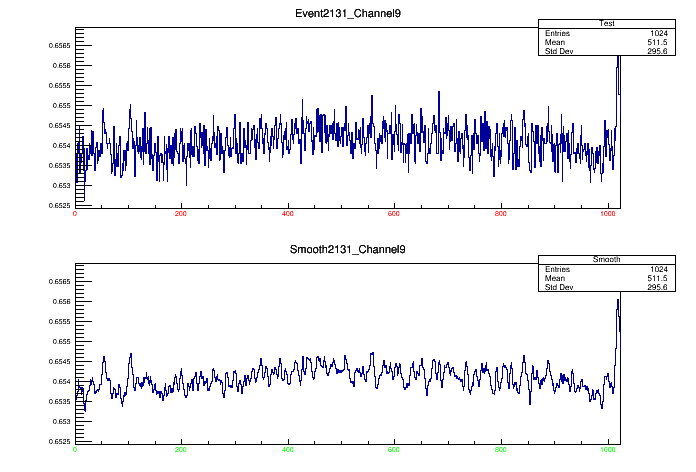 Event2131_Channel9
Test
Entries 1024
Mean 511.5
Std Dev 295.6
0.6565
0.656
0.6555
0.655
0.6545
0.654
0.6535
0.653
0.6525
0 200 400 600 800 1000
Smooth2131_Channel9
Smooth
Entries 1024
Mean 511.5
Std Dev 295.6
0.6565
0.656
0.6555
0.655
0.6545
0.654
0.6535
0.653
0.6525
0 200 400 600 800 1000